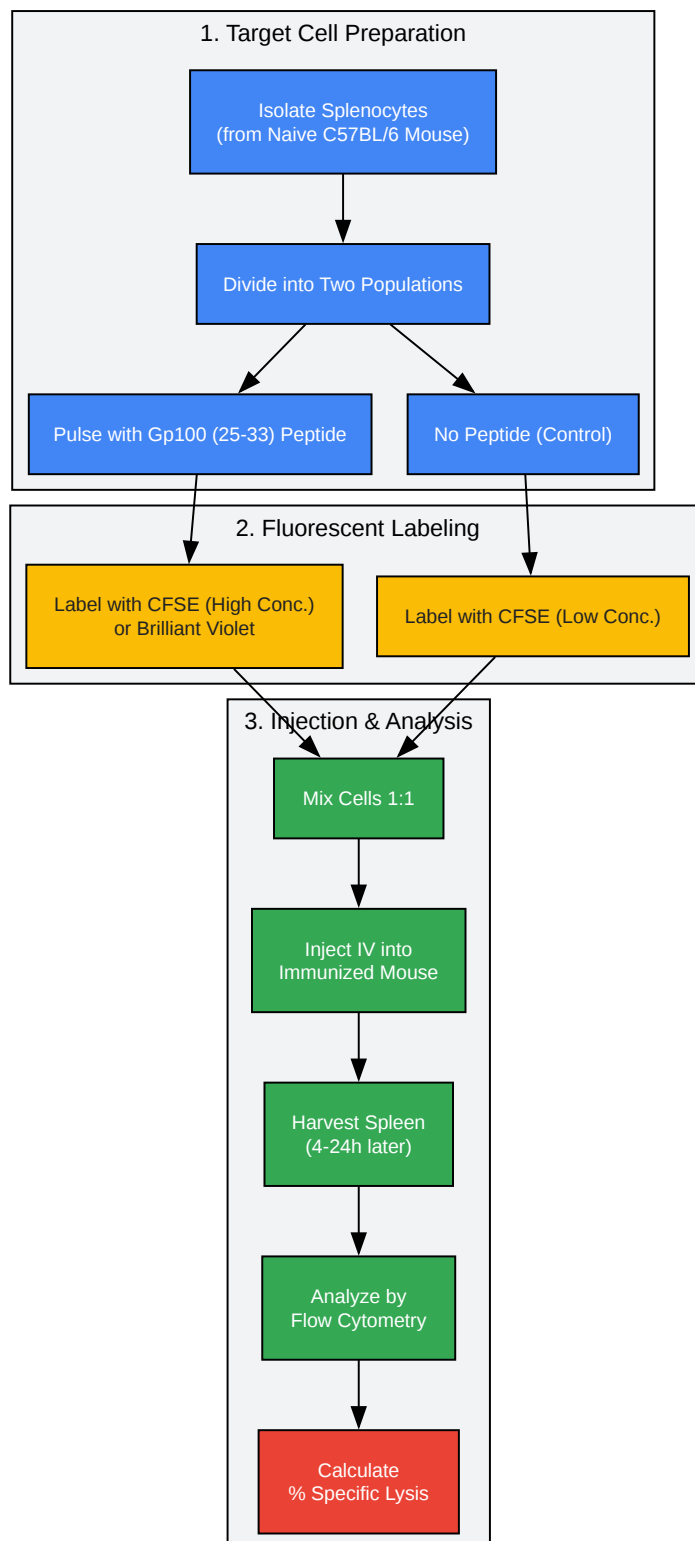 1. Target Cell Preparation
Isolate Splenocytes
(from Naive C57BL/6 Mouse)
Divide into Two Populations
Pulse with Gp100 (25-33) Peptide
No Peptide (Control)
2. Fluorescent Labeling
Label with CFSE (High Conc.)
or Brilliant Violet
Label with CFSE (Low Conc.)
3. Injection & Analysis
Mix Cells 1:1
Inject IV into
Immunized Mouse
Harvest Spleen
(4-24h later)
Analyze by
Flow Cytometry
Calculate
% Specific Lysis